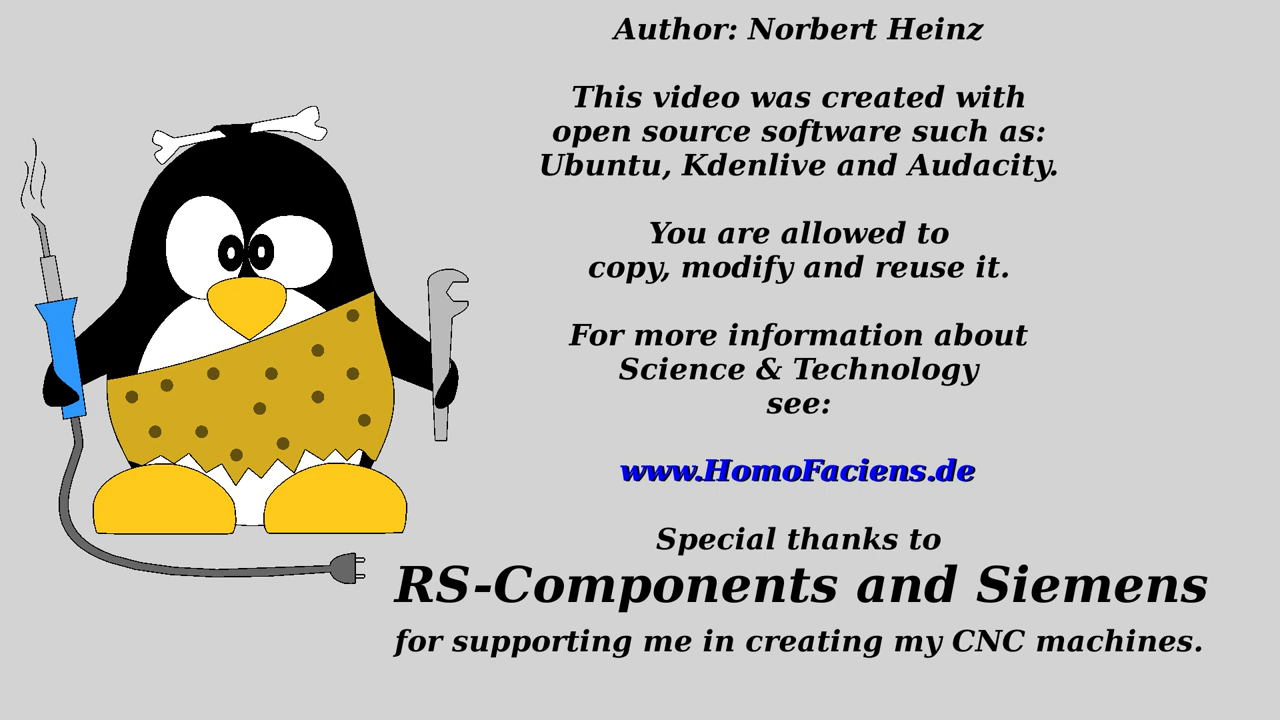 Author: Norbert Heinz
This video was created with
open source software such as:
Ubuntu, Kdenlive and Audacity.
You are allowed to
copy, modify and reuse it.
For more information about
Science & Technology
see:
www.HomoFaciens.de
Special thanks to
RS-Components and Siemens
for supporting me in creating my CNC machines.